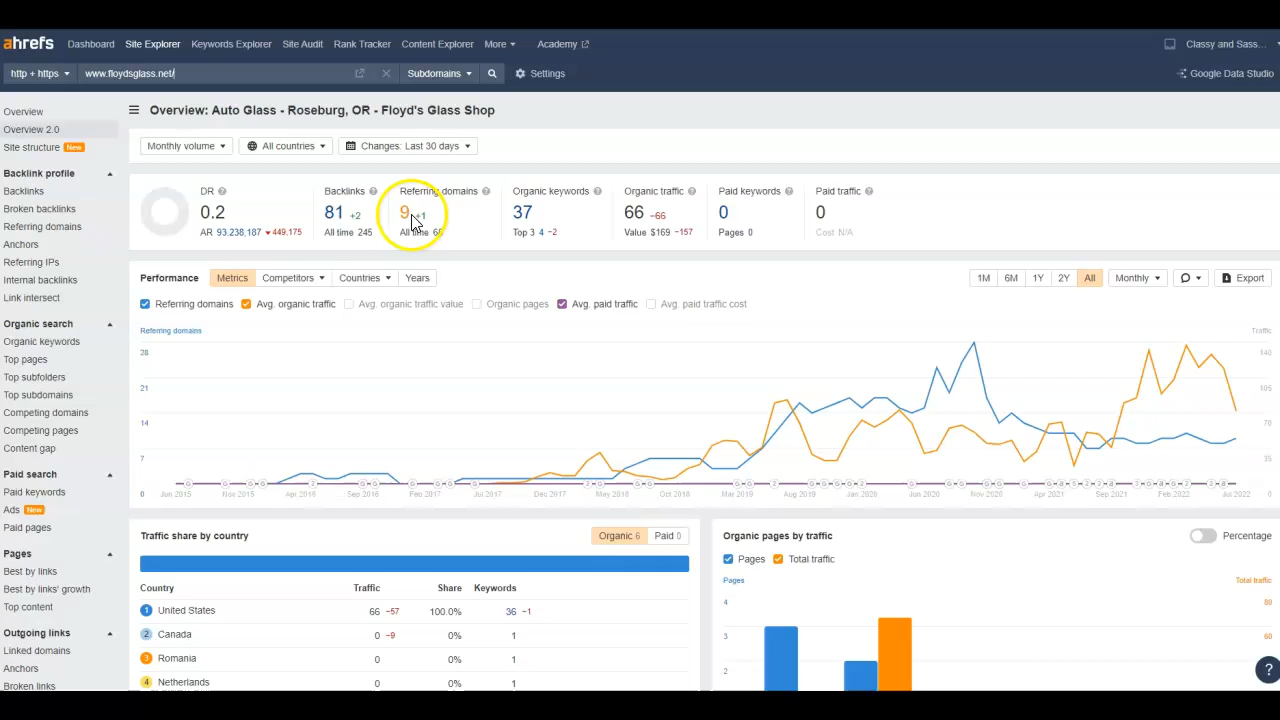 ahrefs Dashboard Site Explorer Keywords Explorer Site Audit Rank Tracker Content Explorer More Academy Classy and Sass...
http + https www.floydsglass.net/ Subdomains Settings Google Data Studio
Overview
Overview 2.0
Site structure New
Backlink profile
Backlinks
Broken backlinks
Referring domains
Anchors
Referring IPs
Internal backlinks
Link intersect
Organic search
Organic keywords
Top pages
Top subfolders
Top subdomains
Competing domains
Competing pages
Content gap
Paid search
Paid keywords
Ads New
Paid pages
Pages
Best by links
Best by links' growth
Top content
Outgoing links
Linked domains
Anchors
Broken links
Overview: Auto Glass - Roseburg, OR - Floyd's Glass Shop
Monthly volume All countries Changes: Last 30 days
DR ? Backlinks ? Referring domains ? Organic keywords ? Organic traffic ? Paid keywords ? Paid traffic ?
0.2 81 +2 9 +1 37 66 −66 0 0
AR 93,238,187 449,175 All time 245 All time Top 3 4 −2 Value $169 −157 Pages 0 Cost N/A
Performance Metrics Competitors Countries Years 1M 6M 1Y 2Y All Monthly Export
Referring domains Avg. organic traffic Avg. organic traffic value Organic pages Avg. paid traffic Avg. paid traffic cost
Referring domains Traffic
28 140
21 105
14 70
7 35
0 Jun 2015 Nov 2015 Apr 2016 Sep 2016 Feb 2017 Jul 2017 Dec 2017 May 2018 Oct 2018 Mar 2019 Aug 2019 Jan 2020 Jun 2020 Nov 2020 Apr 2021 Sep 2021 Feb 2022 Jul 2022 0
Traffic share by country Organic 6 Paid 0
Country Traffic Share Keywords
1 United States 66 −57 100.0% 36 −1
2 Canada 0 −9 0% 1
3 Romania 0 0% 1
4 Netherlands 0 0% 1
Organic pages by traffic Percentage
Pages Total traffic
Pages Total traffic
4 80
3 60
2
?